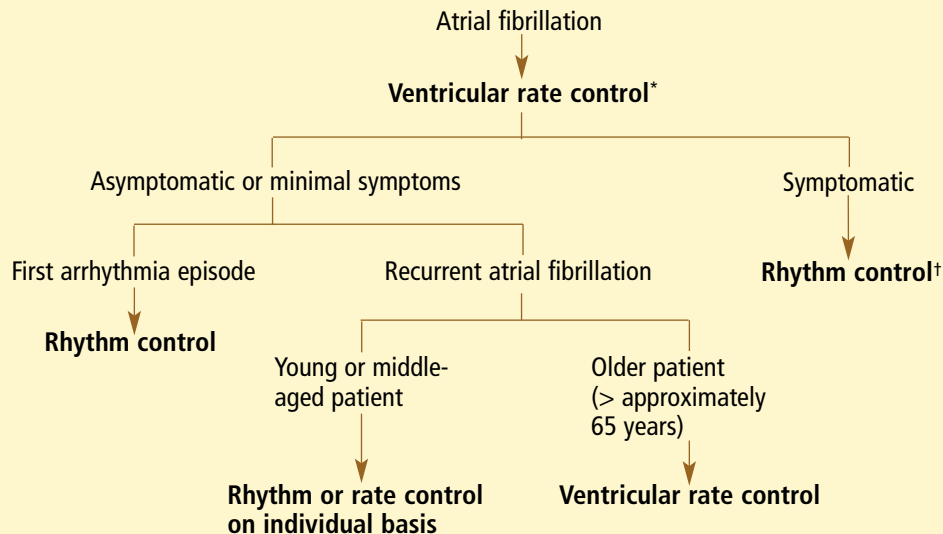 Atrial fibrillation
Ventricular rate control*
Asymptomatic or minimal symptoms
Symptomatic
First arrhythmia episode
Recurrent atrial fibrillation
Rhythm control†
Rhythm control
Young or middle-
aged patient
Older patient
(> approximately
65 years)
Rhythm or rate control
on individual basis
Ventricular rate control